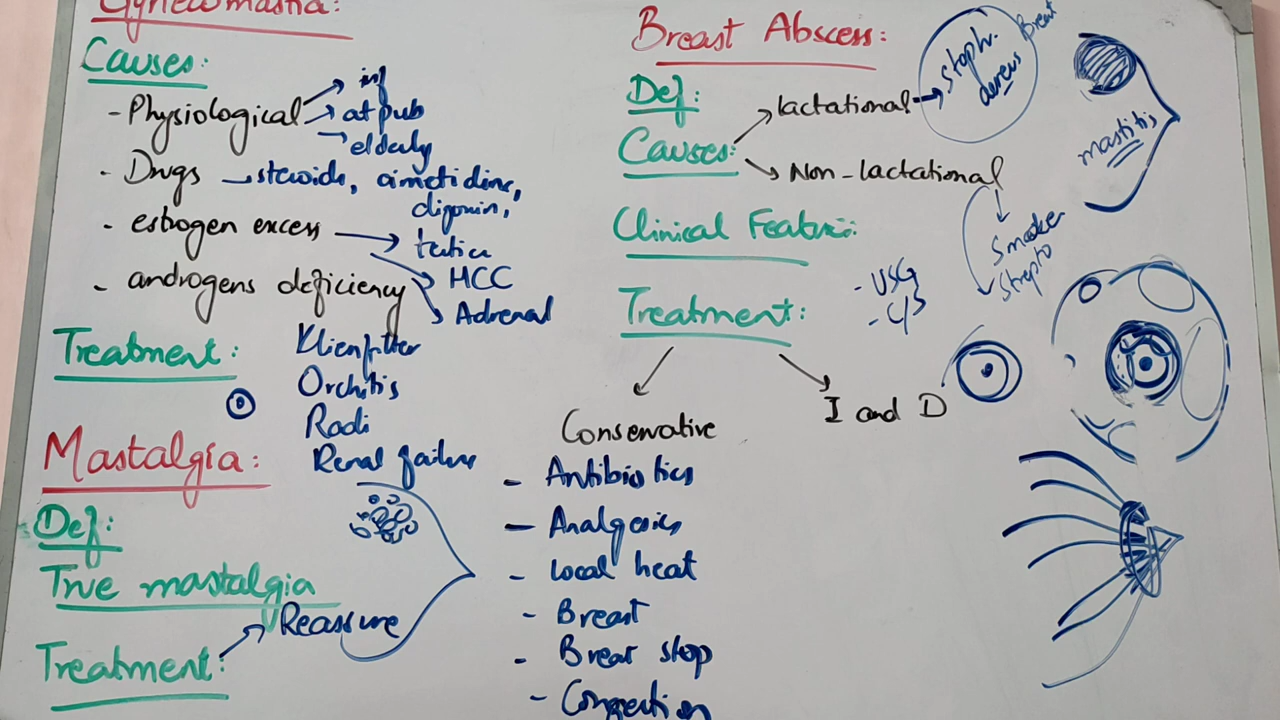 Gynecomastia:
Causes:
- Physiological → inf
→ at pub
→ elderly
- Drugs → steroids, cimetidine,
digoxin,
- estrogen excess → testicu
→ HCC
→ Adrenal
- androgens deficiency
Klienfilter
Orchitis
Radi
Renal failure
Treatment:
Mastalgia:
Def:
True mastalgia
Treatment: → Reassure
Breast Abscess:
Def:
Causes: → lactational → Staph. aureus
Breast
→ Non-lactational
Smoker
Strepto
mastitis
Clinical Features:
- USG
- C/S
Treatment:
Conservative
- Antibiotics
- Analgesics
- Local heat
- Breast
- Breast stop
- Congestion
I and D